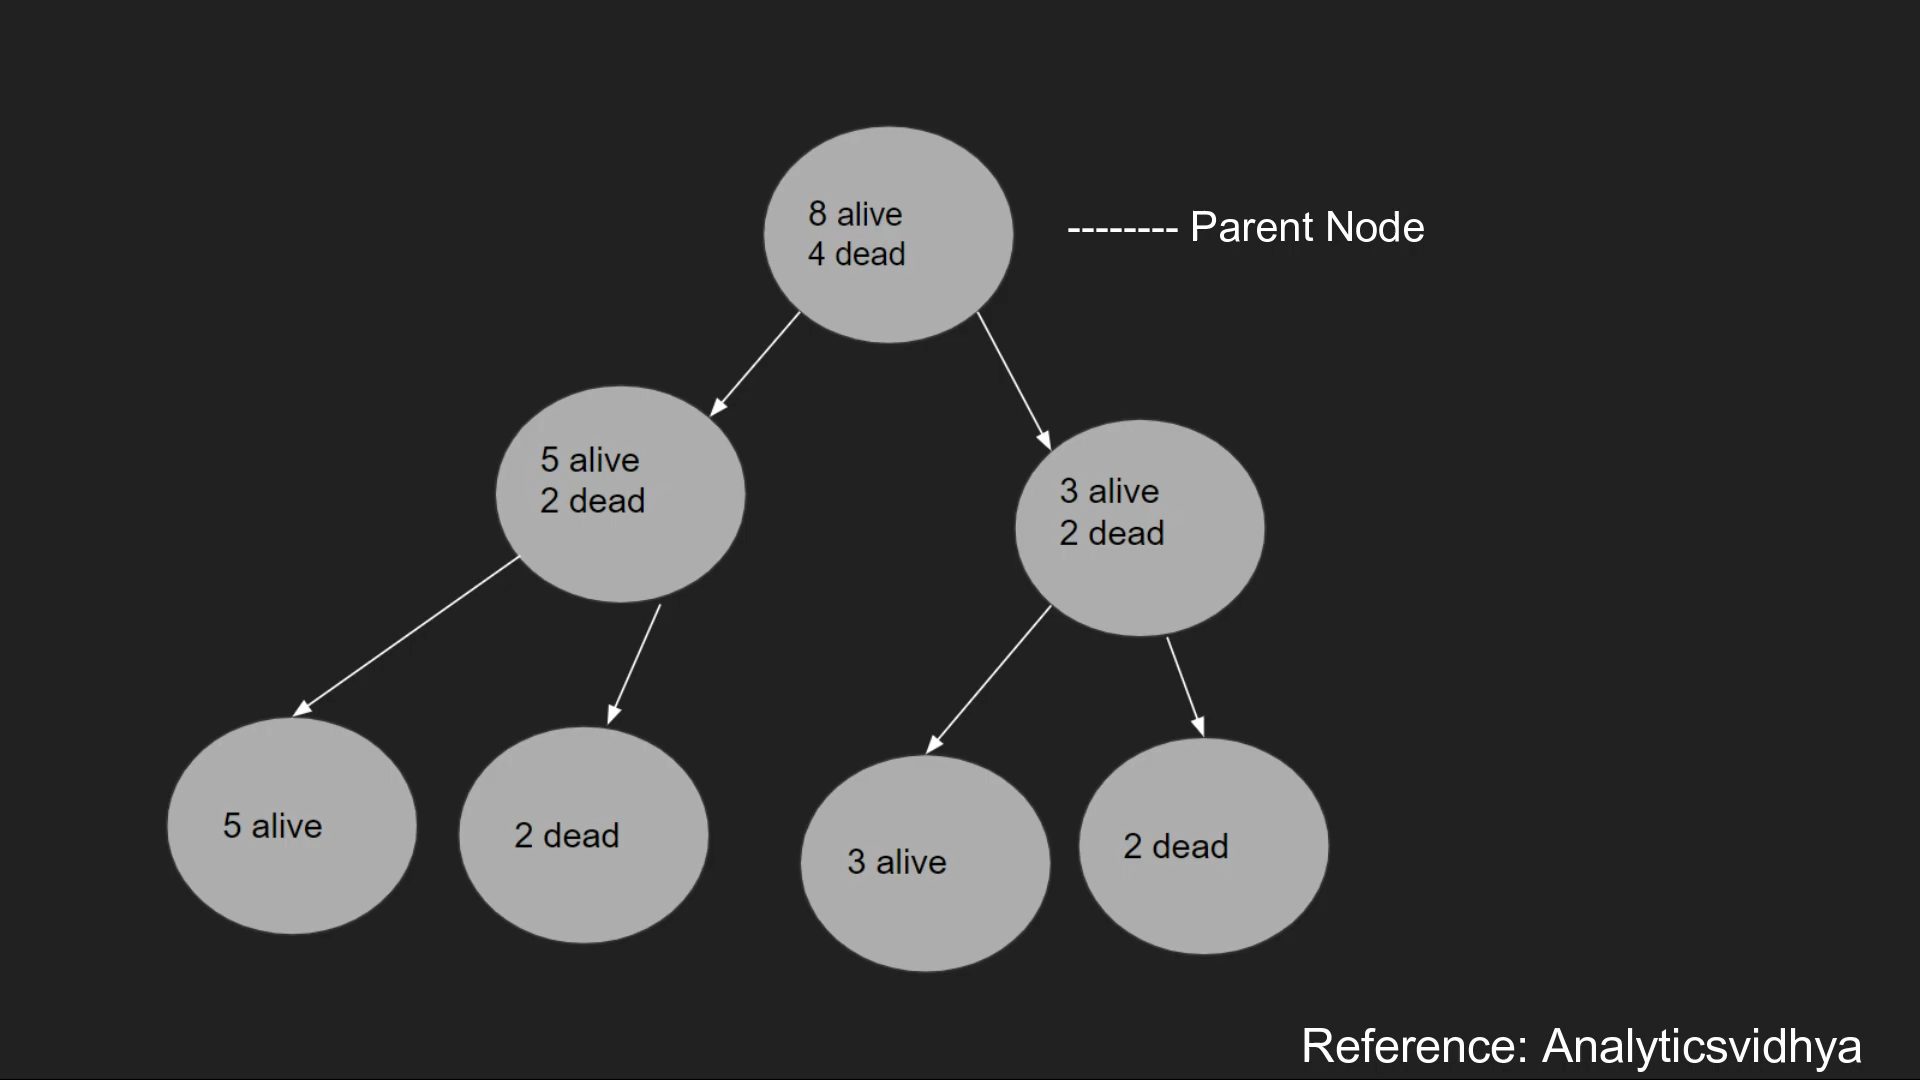 8 alive
4 dead
-------- Parent Node
5 alive
2 dead
3 alive
2 dead
5 alive
2 dead
3 alive
2 dead
Reference: Analyticsvidhya